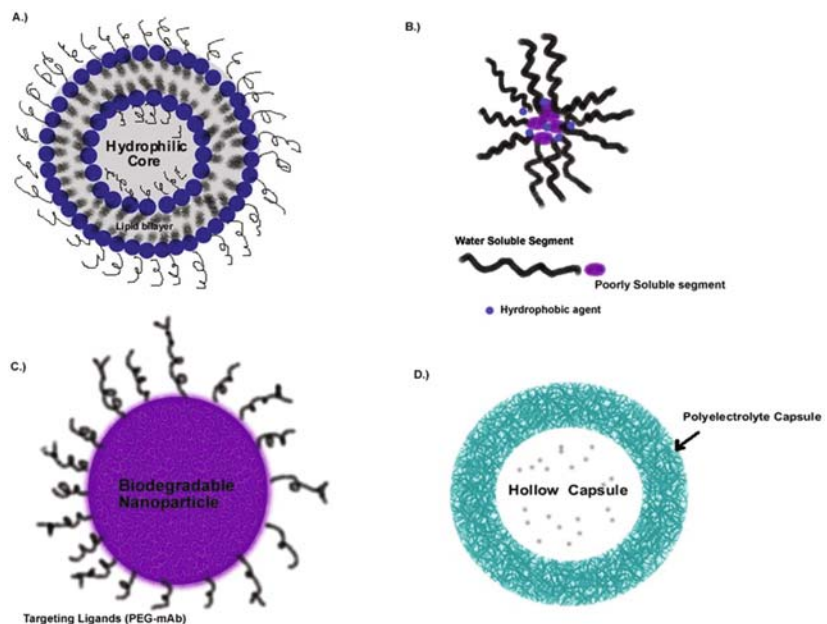 A.)
Hydrophilic
Core
Lipid bilayer
B.)
Water Soluble Segment
Poorly Soluble segment
Hyrdrophobic agent
C.)
Biodegradable
Nanoparticle
Targeting Ligands (PEG-mAb)
D.)
Polyelectrolyte Capsule
Hollow Capsule